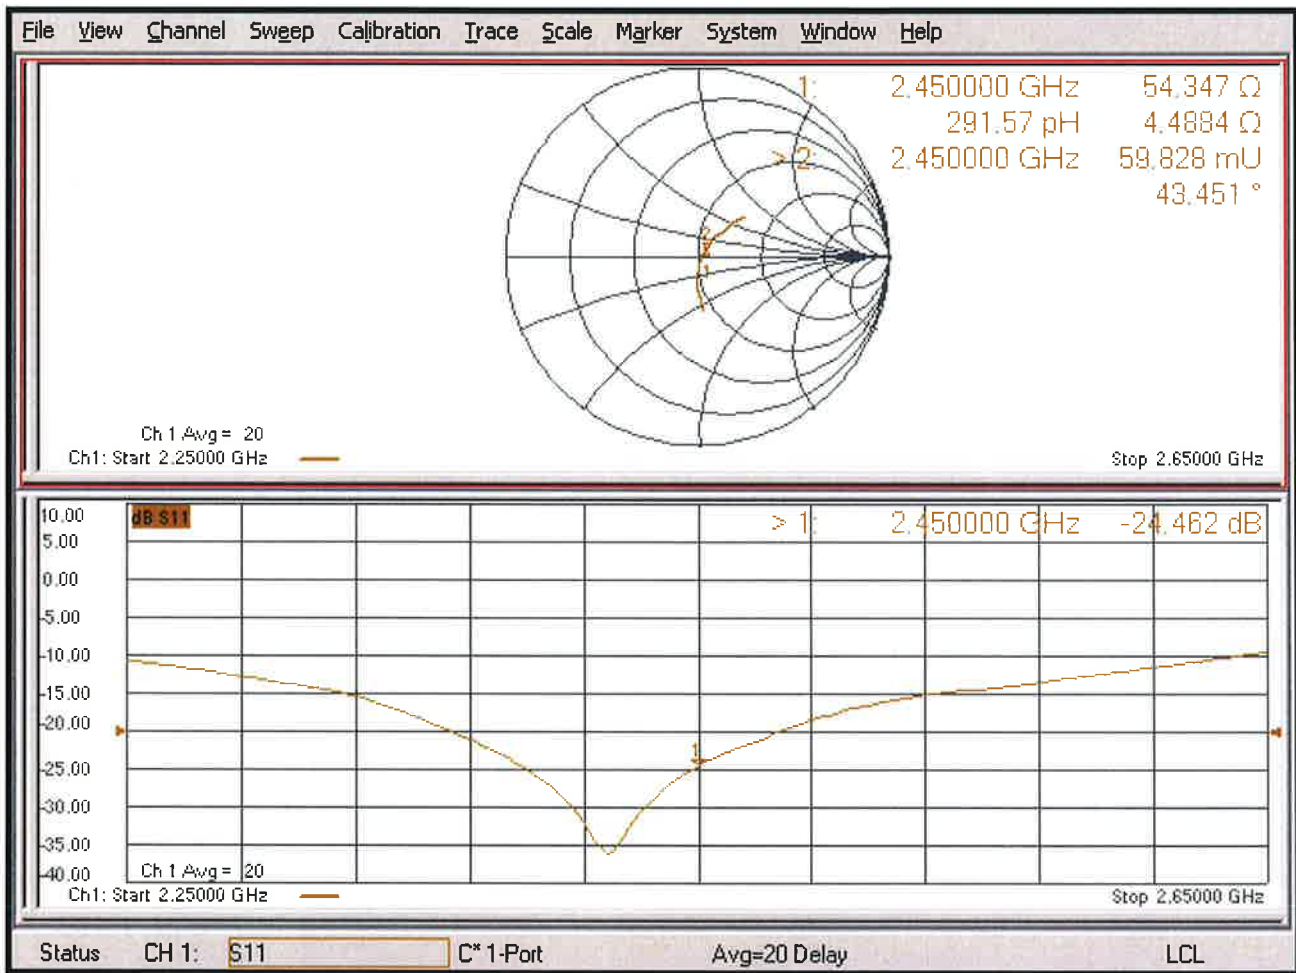 File View Channel Sweep Calibration Trace Scale Marker System Window Help
1: 2.450000 GHz 54.347 Ω
291.57 pH 4.4884 Ω
> 2: 2.450000 GHz 59.828 mU
43.451 °
2
1
Ch 1 Avg = 20
Ch1: Start 2.25000 GHz
Stop 2.65000 GHz
10.00
dB S11
> 1: 2.450000 GHz -24.462 dB
5.00
0.00
-5.00
-10.00
-15.00
-20.00
1
-25.00
-30.00
-35.00
-40.00
Ch 1 Avg = 20
Ch1: Start 2.25000 GHz
Stop 2.65000 GHz
Status CH 1: S11 C* 1-Port Avg=20 Delay LCL